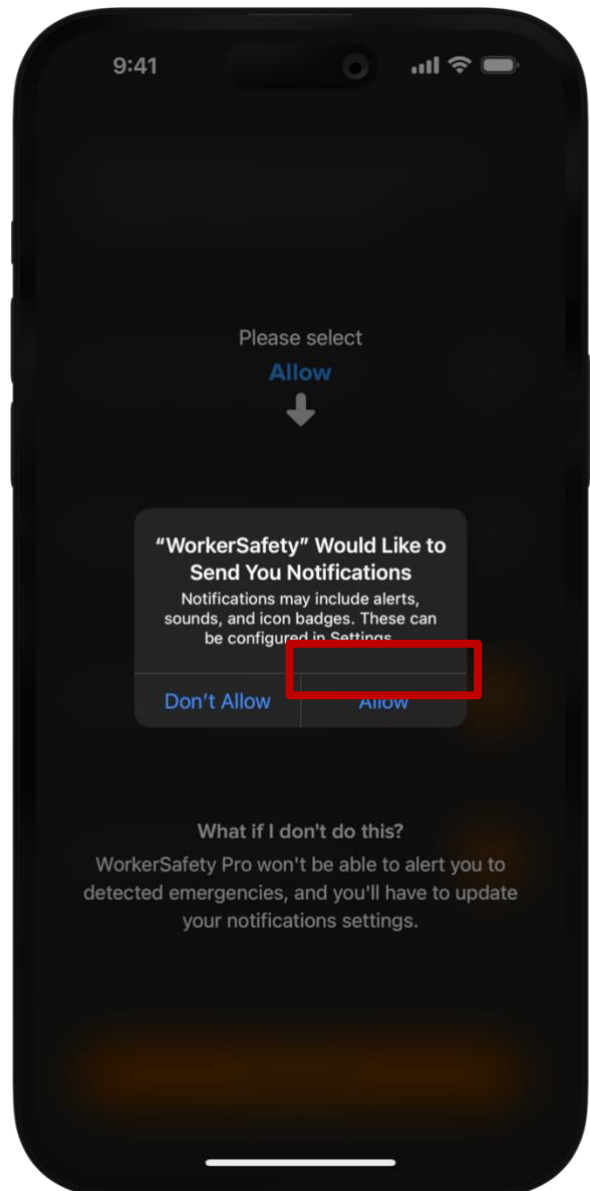 9:41
Please select
Allow
“WorkerSafety” Would Like to
Send You Notifications
Notifications may include alerts,
sounds, and icon badges. These can
be configured in Settings.
Don’t Allow
Allow
What if I don't do this?
WorkerSafety Pro won't be able to alert you to
detected emergencies, and you'll have to update
your notifications settings.